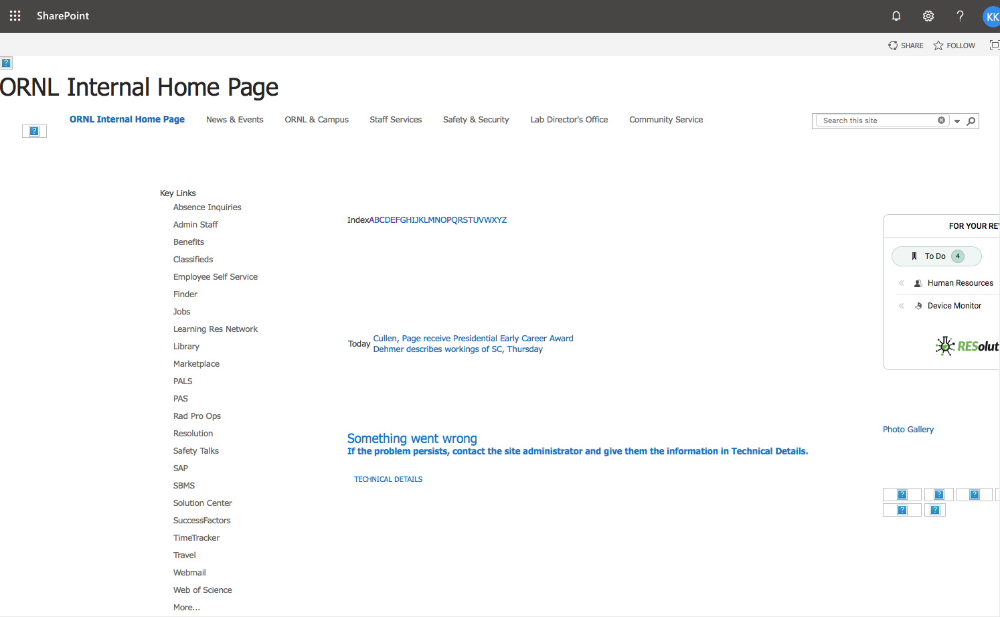 SharePoint
KK
SHARE
FOLLOW
ORNL Internal Home Page
ORNL Internal Home Page
News & Events
ORNL & Campus
Staff Services
Safety & Security
Lab Director's Office
Community Service
Search this site
Key Links
Absence Inquiries
Admin Staff
Benefits
Classifieds
Employee Self Service
Finder
Jobs
Learning Res Network
Library
Marketplace
PALS
PAS
Rad Pro Ops
Resolution
Safety Talks
SAP
SBMS
Solution Center
SuccessFactors
TimeTracker
Travel
Webmail
Web of Science
More...
IndexABCDEFGHIJKLMNOPQRSTUVWXYZ
Today
Cullen, Page receive Presidential Early Career Award
Dehmer describes workings of SC, Thursday
Something went wrong
If the problem persists, contact the site administrator and give them the information in Technical Details.
TECHNICAL DETAILS
FOR YOUR
To Do 4
Human Resources
Device Monitor
Photo Gallery